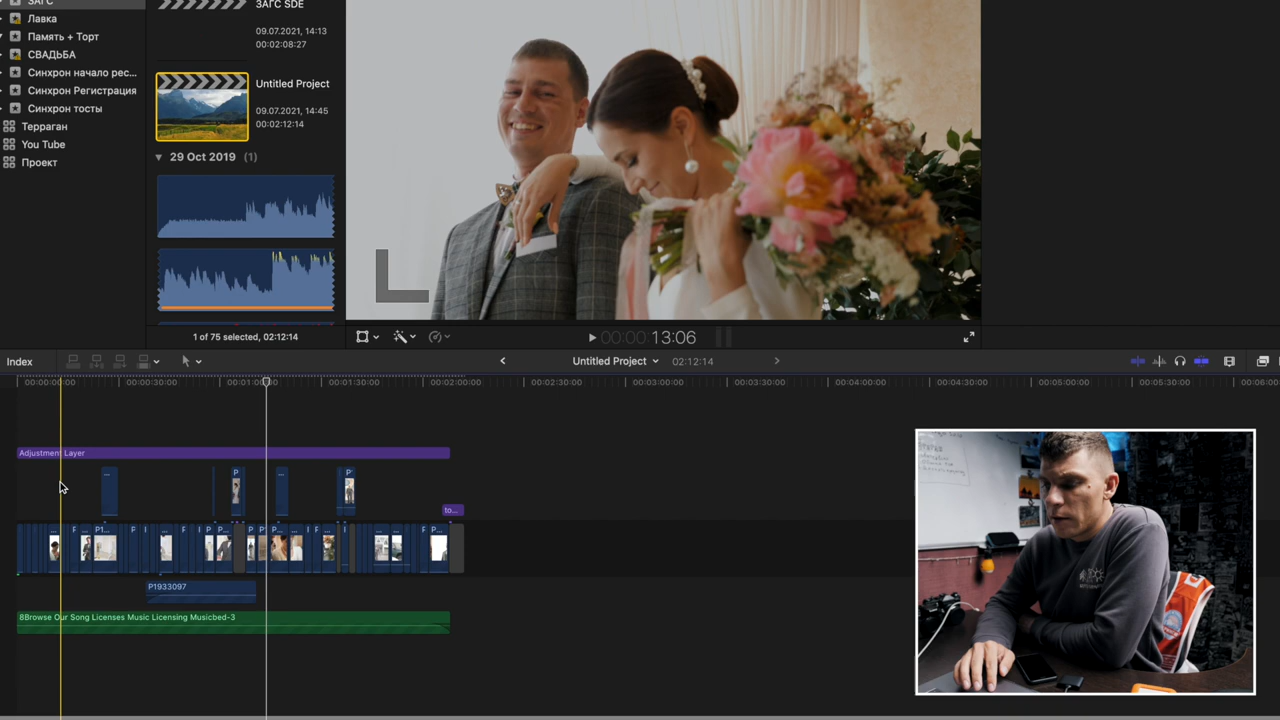 ЗАГС
Лавка
Память + Торт
СВАДЬБА
Синхрон начало рес...
Синхрон Регистрация
Синхрон тосты
Терраган
You Tube
Проект
ЗАГС SDE
09.07.2021, 14:13
00:02:08:27
Untitled Project
09.07.2021, 14:45
00:02:12:14
29 Oct 2019 (1)
1 of 75 selected, 02:12:14
00:00:00:13:06
Index
Untitled Project
02:12:14
00:00:00:00
00:00:30:00
00:01:00:00
00:01:30:00
00:02:00:00
00:02:30:00
00:03:00:00
00:03:30:00
00:04:00:00
00:04:30:00
00:05:00:00
00:05:30:00
00:06:00
Adjustment Layer
P
...
P
to...
P1...
P1933097
8Browse Our Song Licenses Music Licensing Musicbed-3